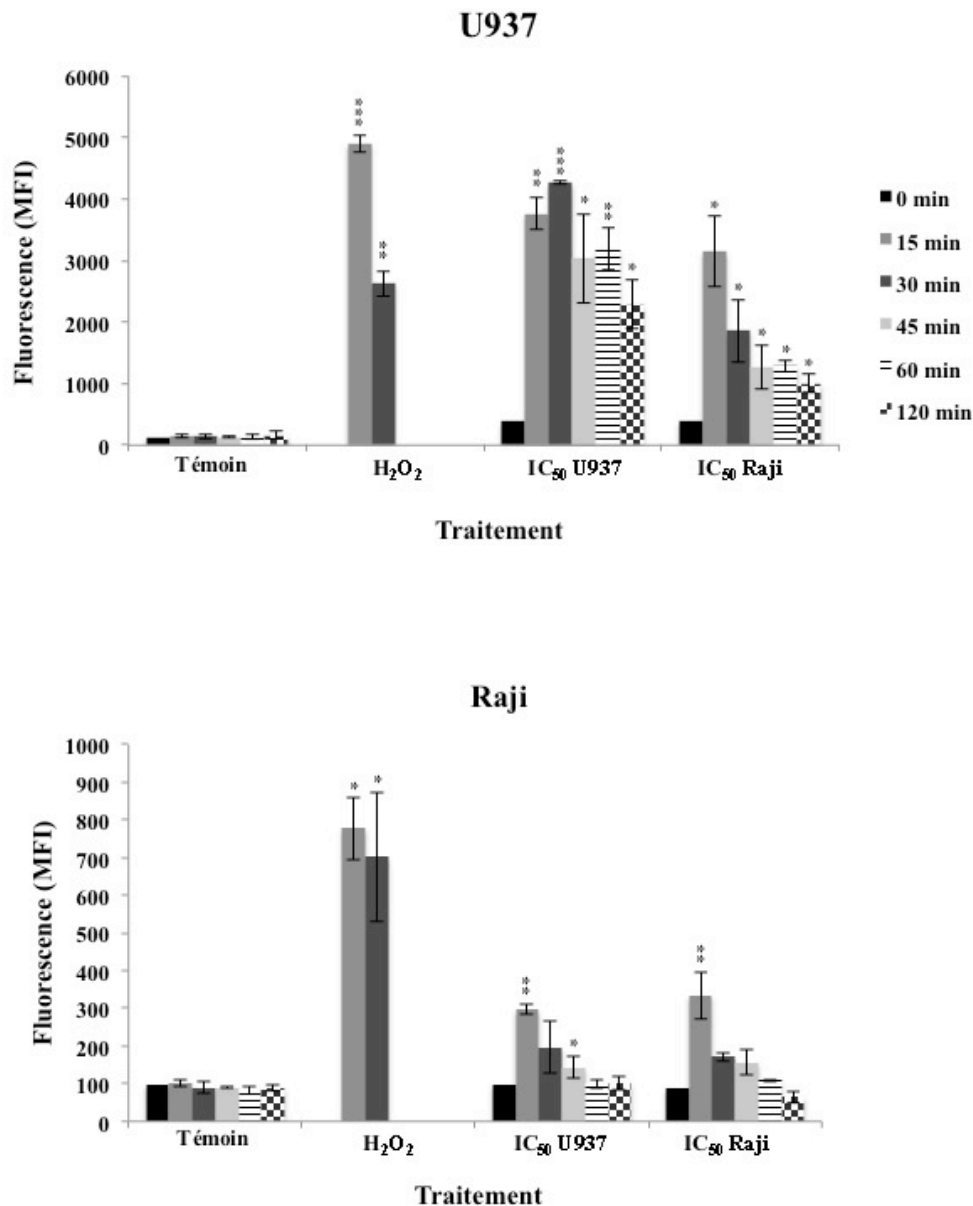 U937
6000
5000
4000
3000
2000
1000
0
Fluorescence (MFI)
***
**
**
***
*
**
*
*
*
*
*
*
Témoin
H₂O₂
IC₅₀ U937
IC₅₀ Raji
Traitement
0 min
15 min
30 min
45 min
60 min
120 min
Raji
1000
900
800
700
600
500
400
300
200
100
0
Fluorescence (MFI)
*
*
**
*
**
Témoin
H₂O₂
IC₅₀ U937
IC₅₀ Raji
Traitement